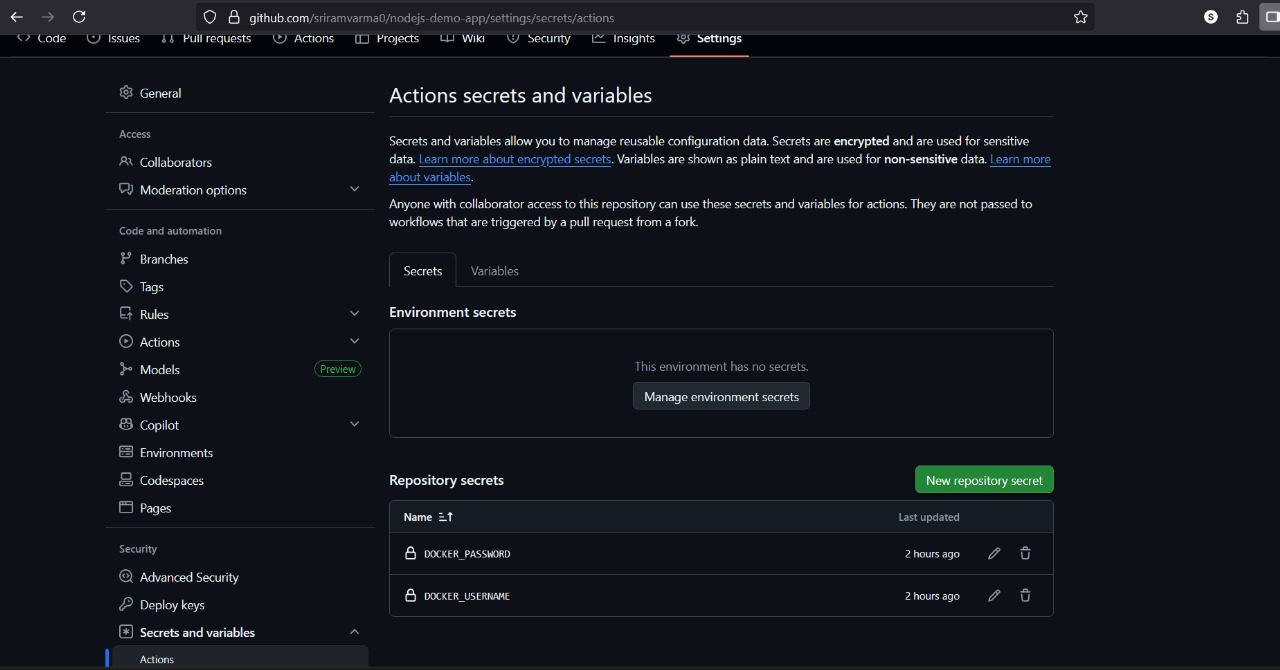 github.com/sriramvarma0/nodejs-demo-app/settings/secrets/actions
S
Code Issues Pull requests Actions Projects Wiki Security Insights Settings
General
Access
Collaborators
Moderation options
Code and automation
Branches
Tags
Rules
Actions
Models Preview
Webhooks
Copilot
Environments
Codespaces
Pages
Security
Advanced Security
Deploy keys
Secrets and variables
Actions
Actions secrets and variables
Secrets and variables allow you to manage reusable configuration data. Secrets are encrypted and are used for sensitive
data. Learn more about encrypted secrets. Variables are shown as plain text and are used for non-sensitive data. Learn more
about variables.
Anyone with collaborator access to this repository can use these secrets and variables for actions. They are not passed to
workflows that are triggered by a pull request from a fork.
Secrets Variables
Environment secrets
This environment has no secrets.
Manage environment secrets
Repository secrets New repository secret
Name Last updated
DOCKER_PASSWORD 2 hours ago
DOCKER_USERNAME 2 hours ago